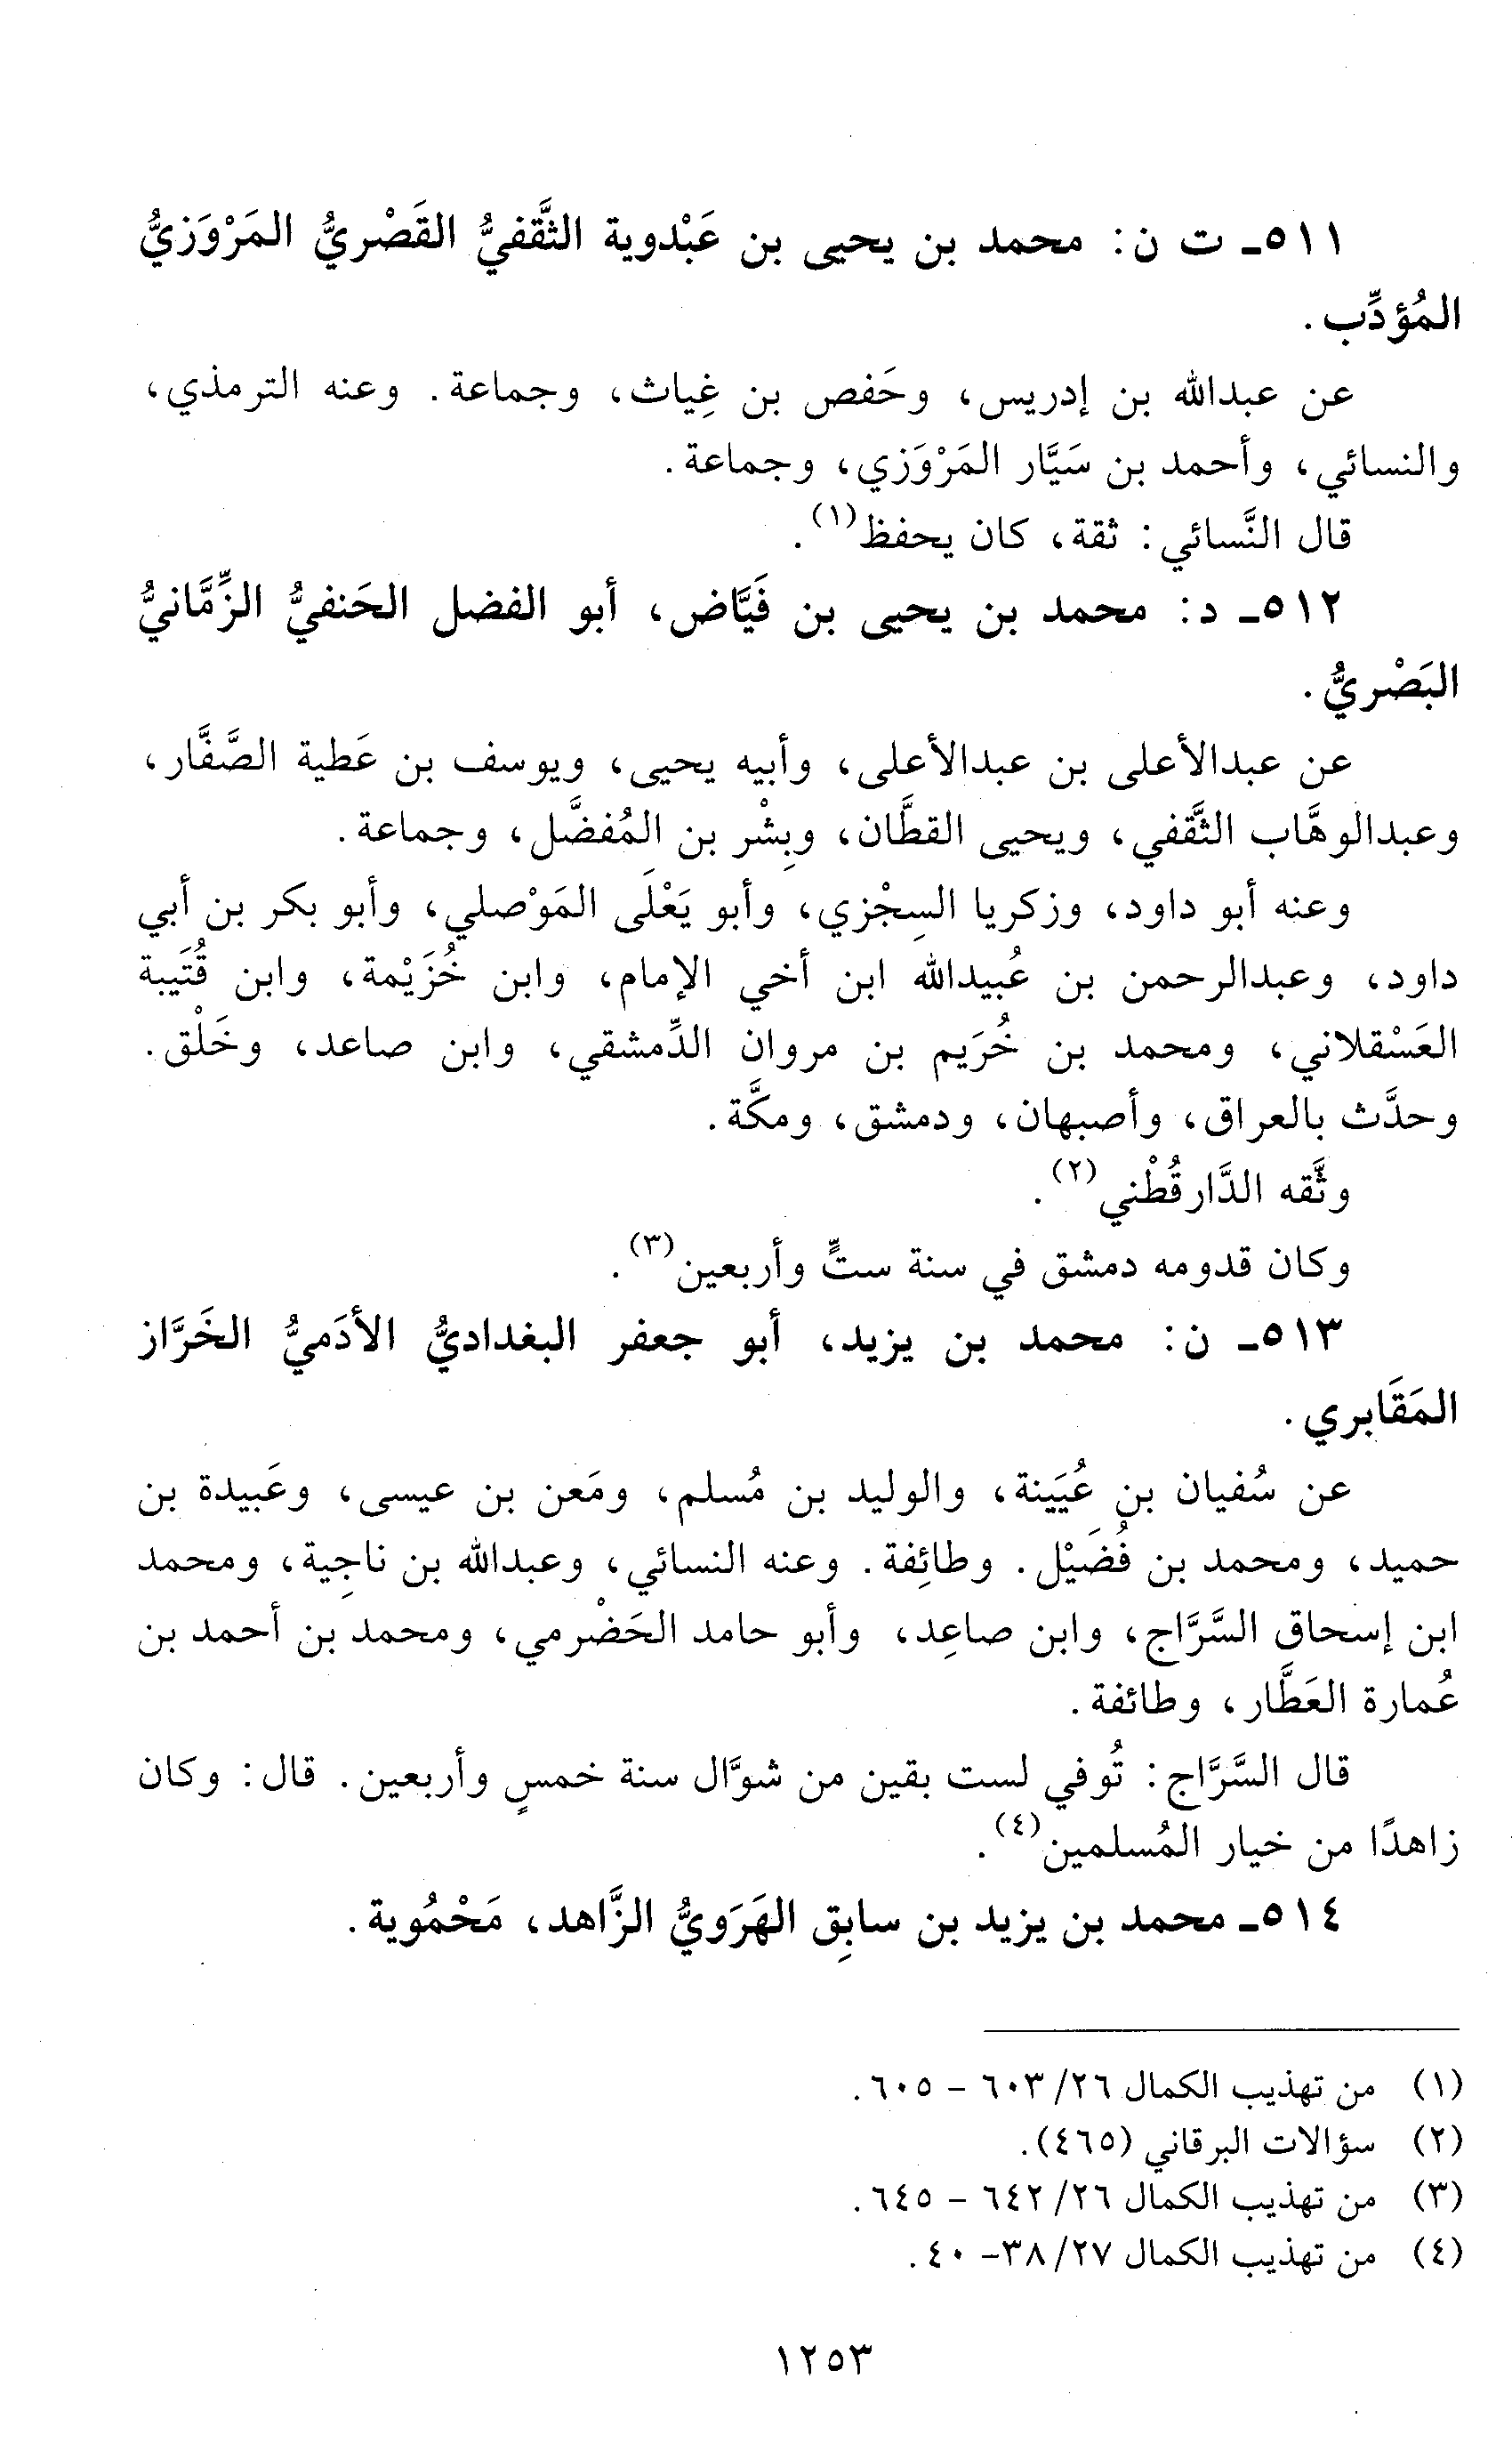 ٥١١ـ ت ن: محمد بن يحيى بن عَبْدوية الثَّقفيُّ القَصْريُّ المَرْوَزيُّ
المُؤدِّب.
عن عبدالله بن إدريس، وحَفص بن غِياث، وجماعة. وعنه الترمذي،
والنسائي، وأحمد بن سَيَّار المَرْوَزي، وجماعة.
قال النَّسائي: ثقة، كان يحفظ(١).
٥١٢ـ د: محمد بن يحيى بن فَيَّاض، أبو الفضل الحَنفيُّ الزِّمَّانيُّ
البَصْريُّ.
عن عبدالأعلى بن عبدالأعلى، وأبيه يحيى، ويوسف بن عَطية الصَّفَّار،
وعبدالوهَّاب الثَّقفي، ويحيى القطَّان، وبِشْر بن المُفضَّل، وجماعة.
وعنه أبو داود، وزكريا السِجْزي، وأبو يَعْلَى المَوْصلي، وأبو بكر بن أبي
داود، وعبدالرحمن بن عُبيدالله ابن أخي الإمام، وابن خُزَيْمة، وابن قُتَيبة
العَسْقلاني، ومحمد بن خُرَيم بن مروان الدِّمشقي، وابن صاعد، وخَلْق.
وحدَّث بالعراق، وأصبهان، ودمشق، ومكَّة.
وثَّقه الدَّارقُطْني(٢).
وكان قدومه دمشق في سنة ستٍّ وأربعين(٣).
٥١٣ـ ن: محمد بن يزيد، أبو جعفر البغداديُّ الأدَميُّ الخَرَّاز
المَقَابري.
عن سُفيان بن عُيَينة، والوليد بن مُسلم، ومَعن بن عيسى، وعَبيدة بن
حميد، ومحمد بن فُضَيْل. وطائِفة. وعنه النسائي، وعبدالله بن ناجِية، ومحمد
ابن إسحاق السَّرَّاج، وابن صاعِد، وأبو حامد الحَضْرمي، ومحمد بن أحمد بن
عُمارة العَطَّار، وطائفة.
قال السَّرَّاج: تُوفي لست بقين من شوَّال سنة خمسٍ وأربعين. قال: وكان
زاهدًا من خيار المُسلمين(٤).
٥١٤ـ محمد بن يزيد بن سابِق الهَرَويُّ الزَّاهد، مَحْمُوية.
(١) من تهذيب الكمال ٢٦/ ٦٠٣ – ٦٠٥.
(٢) سؤالات البرقاني (٤٦٥).
(٣) من تهذيب الكمال ٢٦/ ٦٤٢ – ٦٤٥.
(٤) من تهذيب الكمال ٢٧/ ٣٨– ٤٠.
١٢٥٣